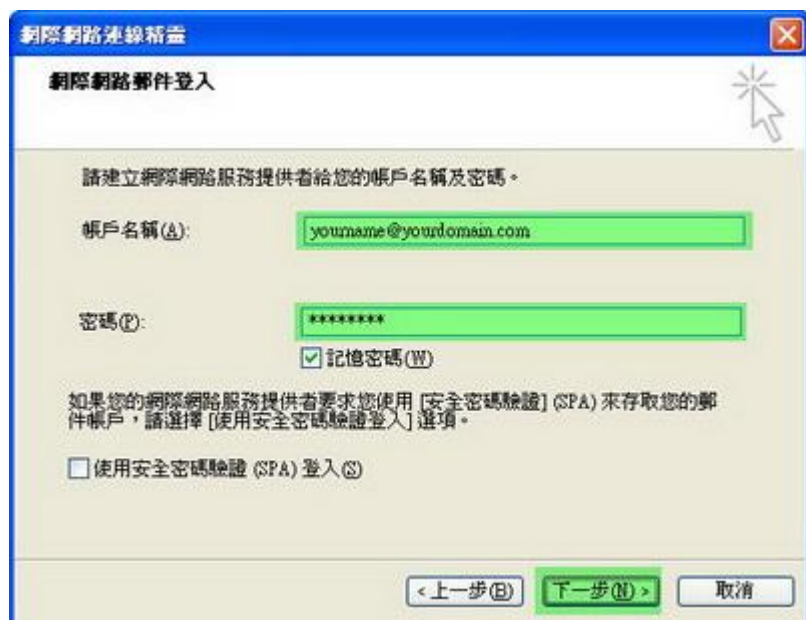 網際網路連線精靈
網際網路郵件登入
請建立網際網路服務提供者給您的帳戶名稱及密碼。
帳戶名稱(A):
yourname@yourdomain.com
密碼(P):
********
記憶密碼(W)
如果您的網際網路服務提供者要求您使用 [安全密碼驗證] (SPA) 來存取您的郵
件帳戶，請選擇 [使用安全密碼驗證登入] 選項。
使用安全密碼驗證 (SPA) 登入(S)
<上一步(B)
下一步(N) >
取消